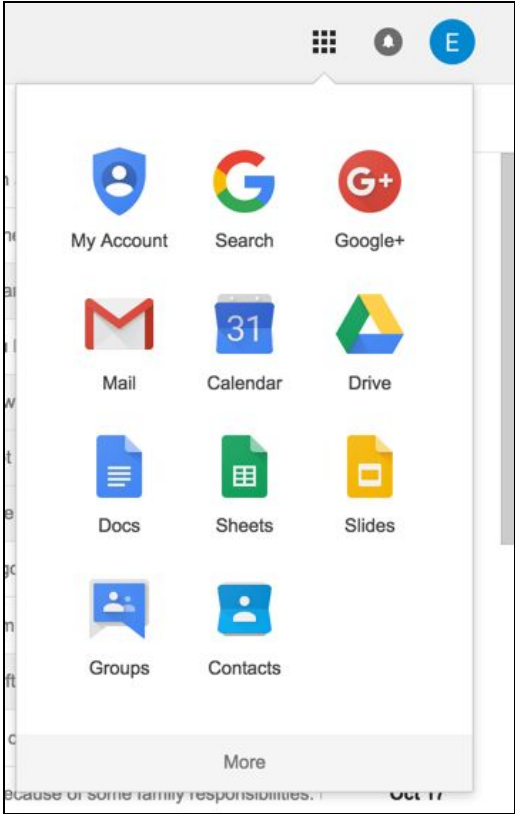 E
My Account Search Google+
G+
31
Mail Calendar Drive
Docs Sheets Slides
Groups Contacts
More
because of some family responsibilities.
Oct 17